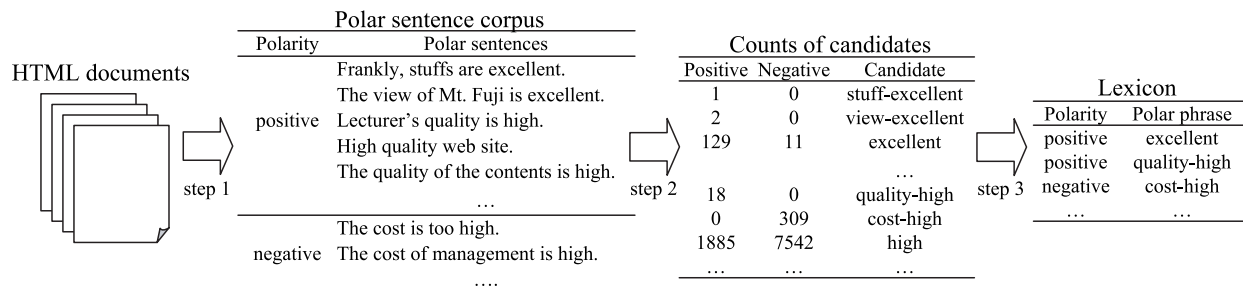 HTML documents
step 1
Polar sentence corpus
Polarity Polar sentences
Frankly, stuffs are excellent.
The view of Mt. Fuji is excellent.
positive Lecturer's quality is high.
High quality web site.
The quality of the contents is high.
…
The cost is too high.
negative The cost of management is high.
….
step 2
Counts of candidates
Positive Negative Candidate
1 0 stuff-excellent
2 0 view-excellent
129 11 excellent
…
18 0 quality-high
0 309 cost-high
1885 7542 high
… … …
step 3
Lexicon
Polarity Polar phrase
positive excellent
positive quality-high
negative cost-high
… …